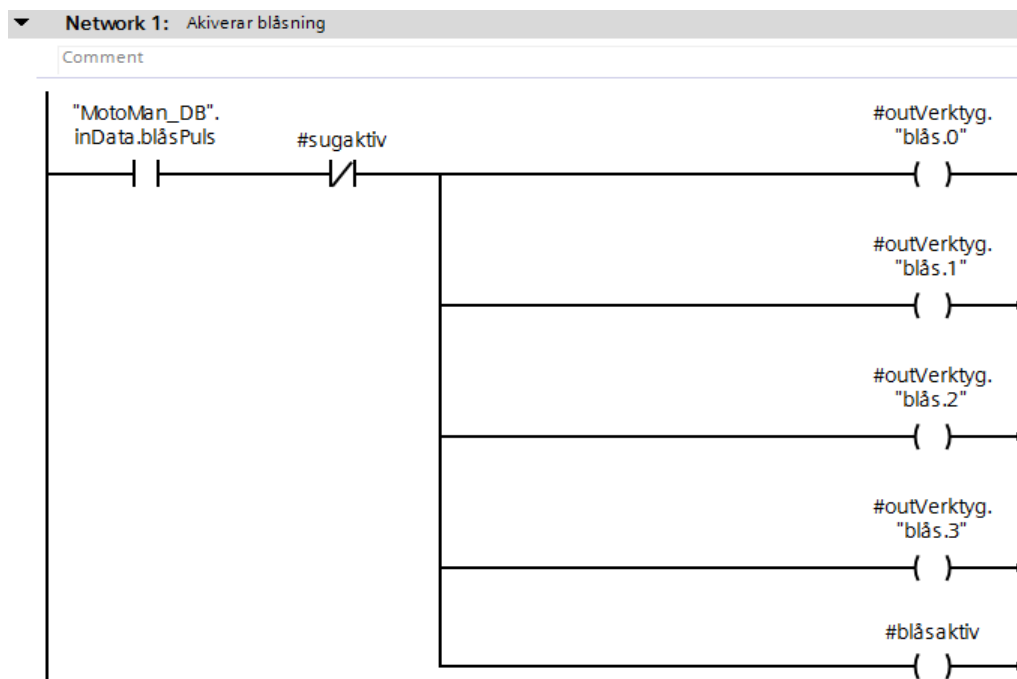 Network 1: Akiverar blåsning
Comment
"MotoMan_DB".
inData.blåsPuls
#sugaktiv
#outVerktyg.
"blås.0"
#outVerktyg.
"blås.1"
#outVerktyg.
"blås.2"
#outVerktyg.
"blås.3"
#blåsaktiv